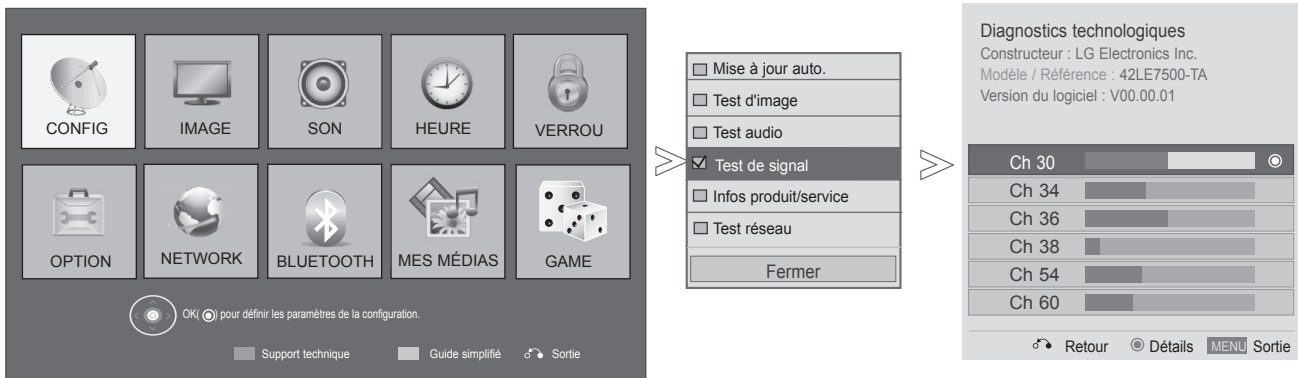 CONFIG
IMAGE
SON
HEURE
VERROU
OPTION
NETWORK
BLUETOOTH
MES MÉDIAS
GAME
OK( ) pour définir les paramètres de la configuration.
Support technique
Guide simplifié
Sortie
Mise à jour auto.
Test d'image
Test audio
Test de signal
Infos produit/service
Test réseau
Fermer
Diagnostics technologiques
Constructeur : LG Electronics Inc.
Modèle / Référence : 42LE7500-TA
Version du logiciel : V00.00.01
Ch 30
Ch 34
Ch 36
Ch 38
Ch 54
Ch 60
Retour Détails MENU Sortie